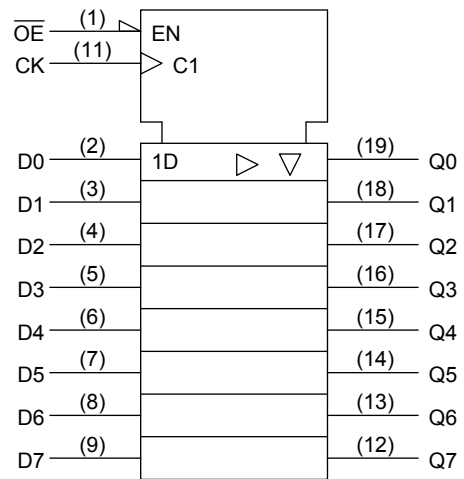 O̅E̅ (1) EN
CK (11) C1
D0 (2) 1D (19) Q0
D1 (3) (18) Q1
D2 (4) (17) Q2
D3 (5) (16) Q3
D4 (6) (15) Q4
D5 (7) (14) Q5
D6 (8) (13) Q6
D7 (9) (12) Q7